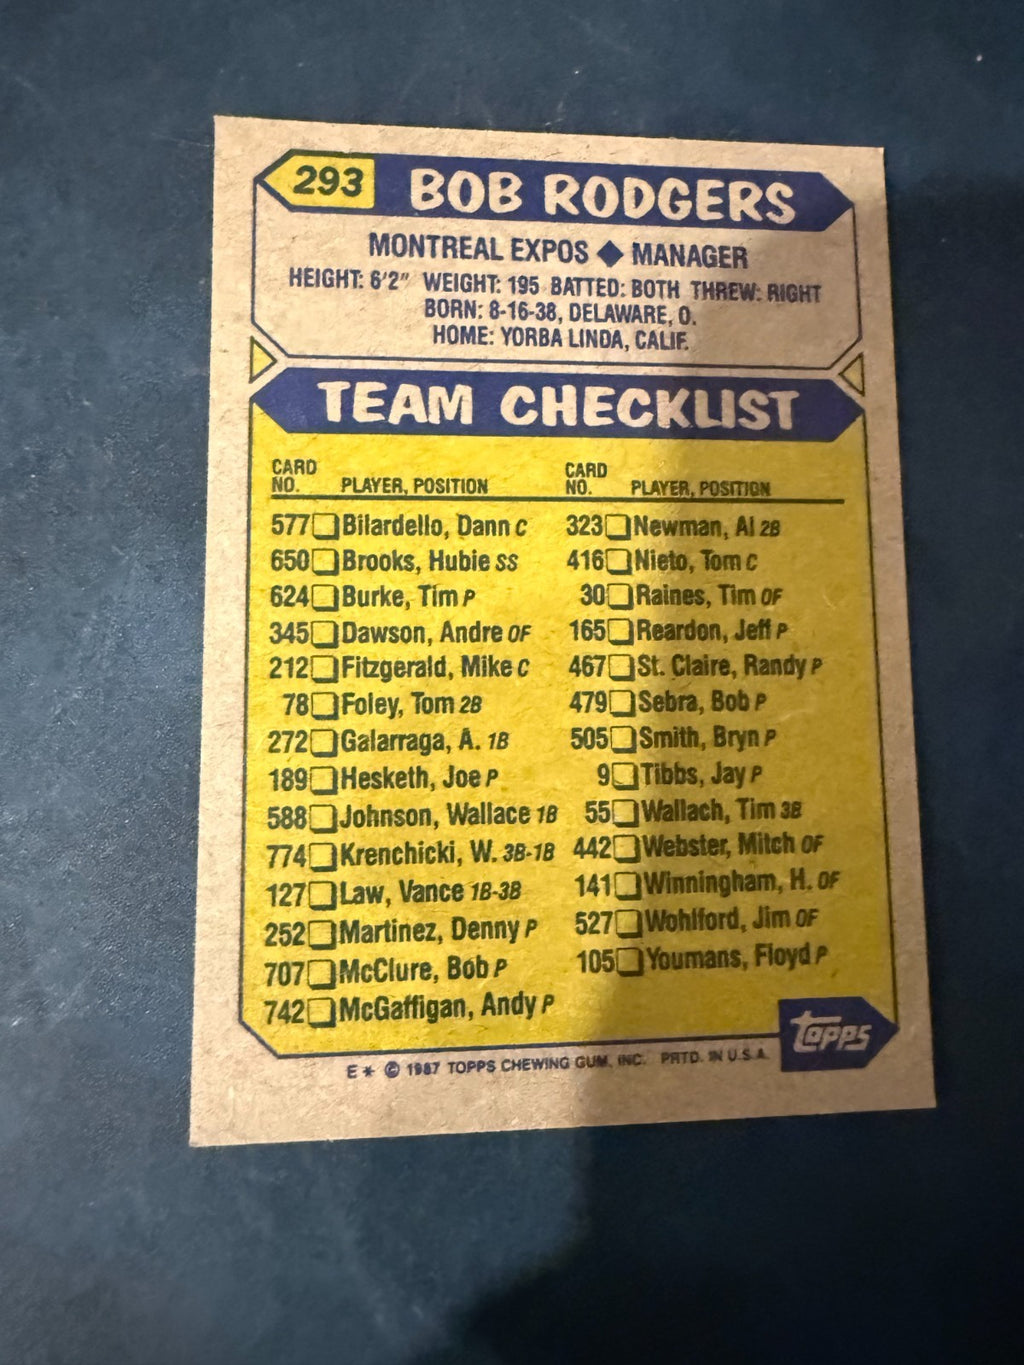 293 BOB RODGERS
MONTREAL EXPOS ◆ MANAGER
HEIGHT: 6'2" WEIGHT: 195 BATTED: BOTH THREW: RIGHT
BORN: 8-16-38, DELAWARE, O.
HOME: YORBA LINDA, CALIF.
TEAM CHECKLIST
CARD
NO. PLAYER, POSITION
577 Bilardello, Dann C
650 Brooks, Hubie SS
624 Burke, Tim P
345 Dawson, Andre OF
212 Fitzgerald, Mike C
78 Foley, Tom 2B
272 Galarraga, A. 1B
189 Hesketh, Joe P
588 Johnson, Wallace 1B
774 Krenchicki, W. 3B-1B
127 Law, Vance 1B-3B
252 Martinez, Denny P
707 McClure, Bob P
742 McGaffigan, Andy P
CARD
NO. PLAYER, POSITION
323 Newman, Al 2B
416 Nieto, Tom C
30 Raines, Tim OF
165 Reardon, Jeff P
467 St. Claire, Randy P
479 Sebra, Bob P
505 Smith, Bryn P
9 Tibbs, Jay P
55 Wallach, Tim 3B
442 Webster, Mitch OF
141 Winningham, H. OF
527 Wohlford, Jim OF
105 Youmans, Floyd P
Topps
E* © 1987 TOPPS CHEWING GUM, INC. PRTD. IN U.S.A.